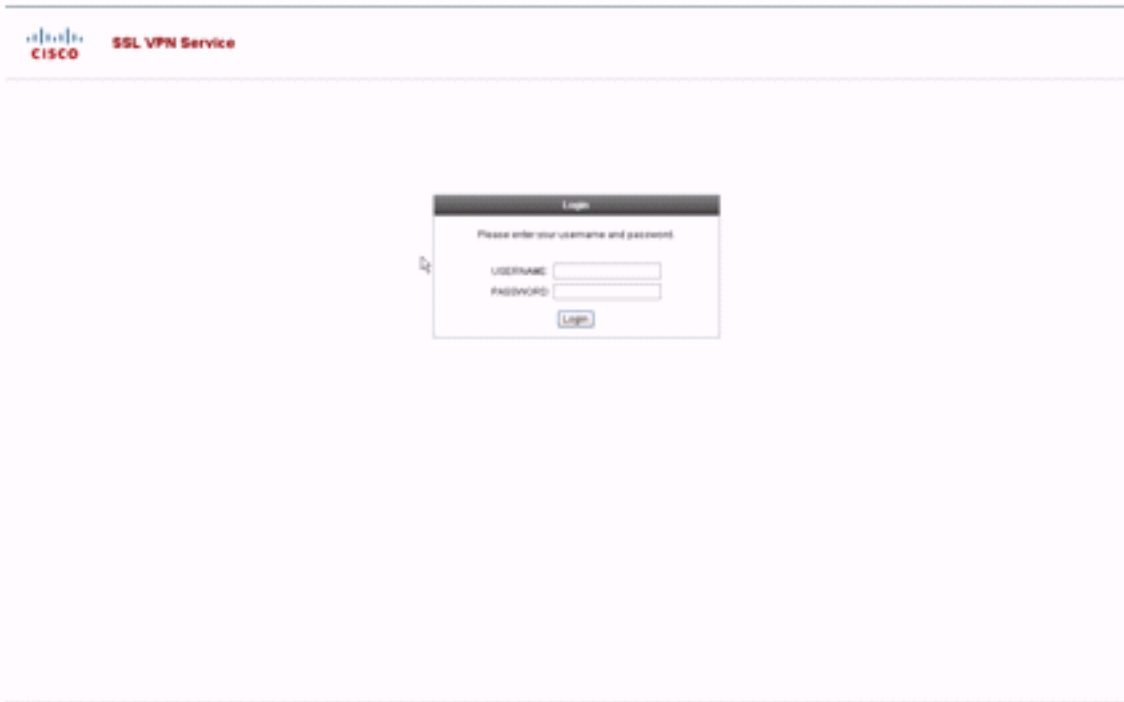 CISCO
SSL VPN Service
Login
Please enter your username and password.
USERNAME:
PASSWORD:
Login